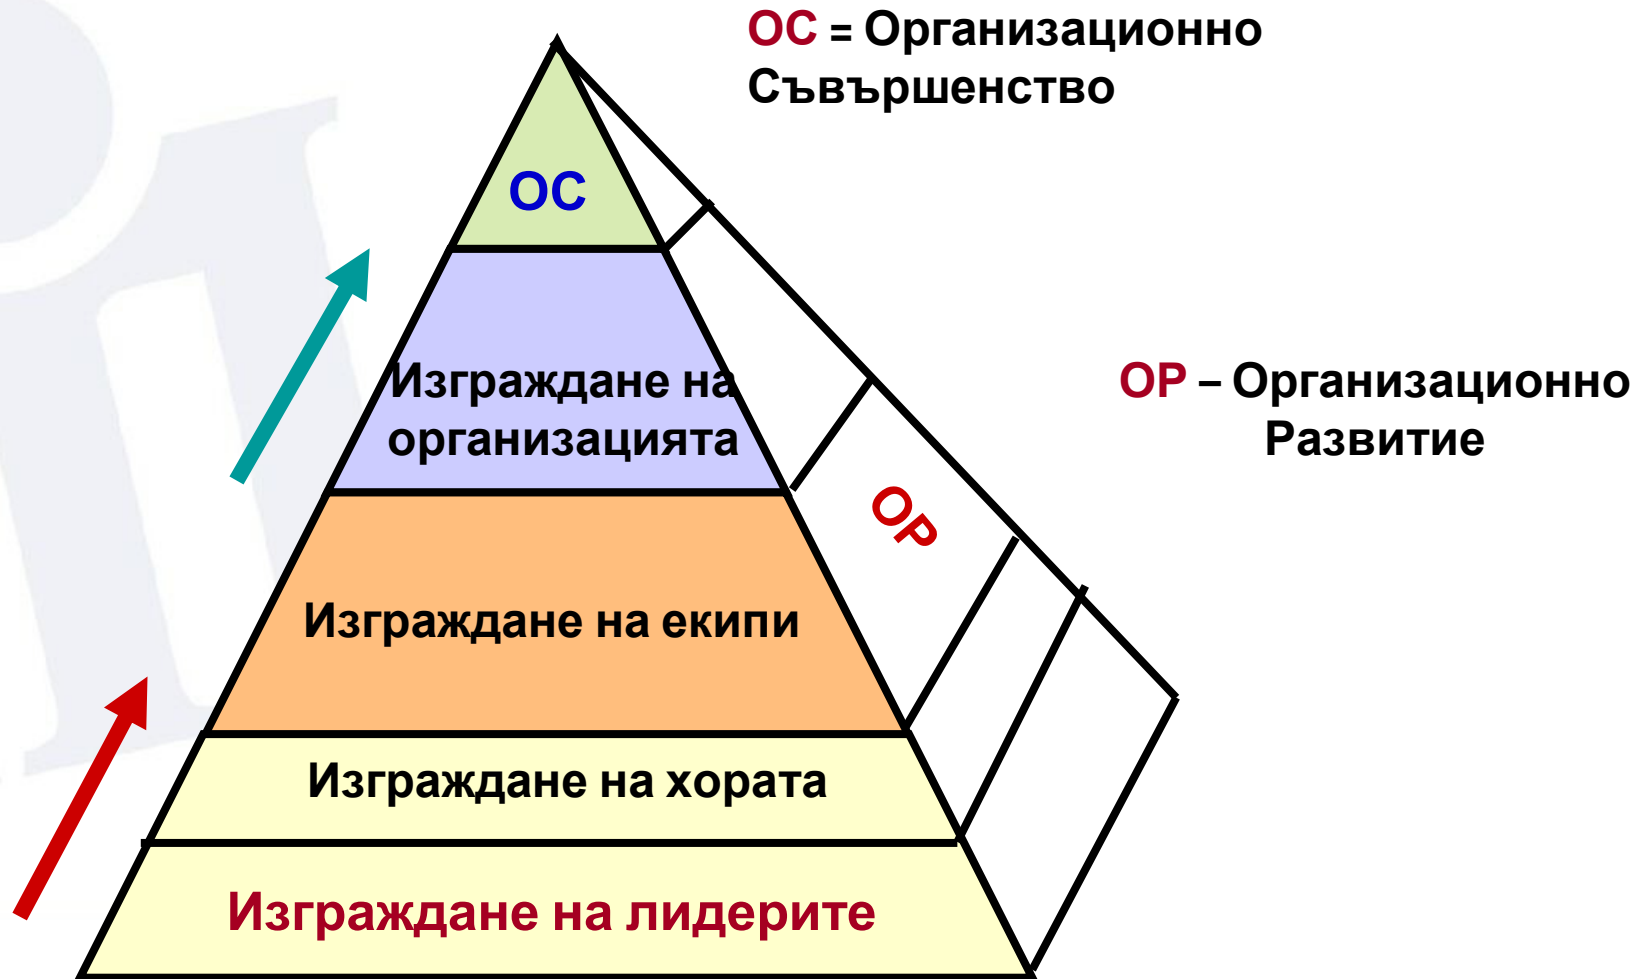 ОС = Организационно
Съвършенство
ОС
Изграждане на
организацията
ОР – Организационно
Развитие
ОР
Изграждане на екипи
Изграждане на хората
Изграждане на лидерите